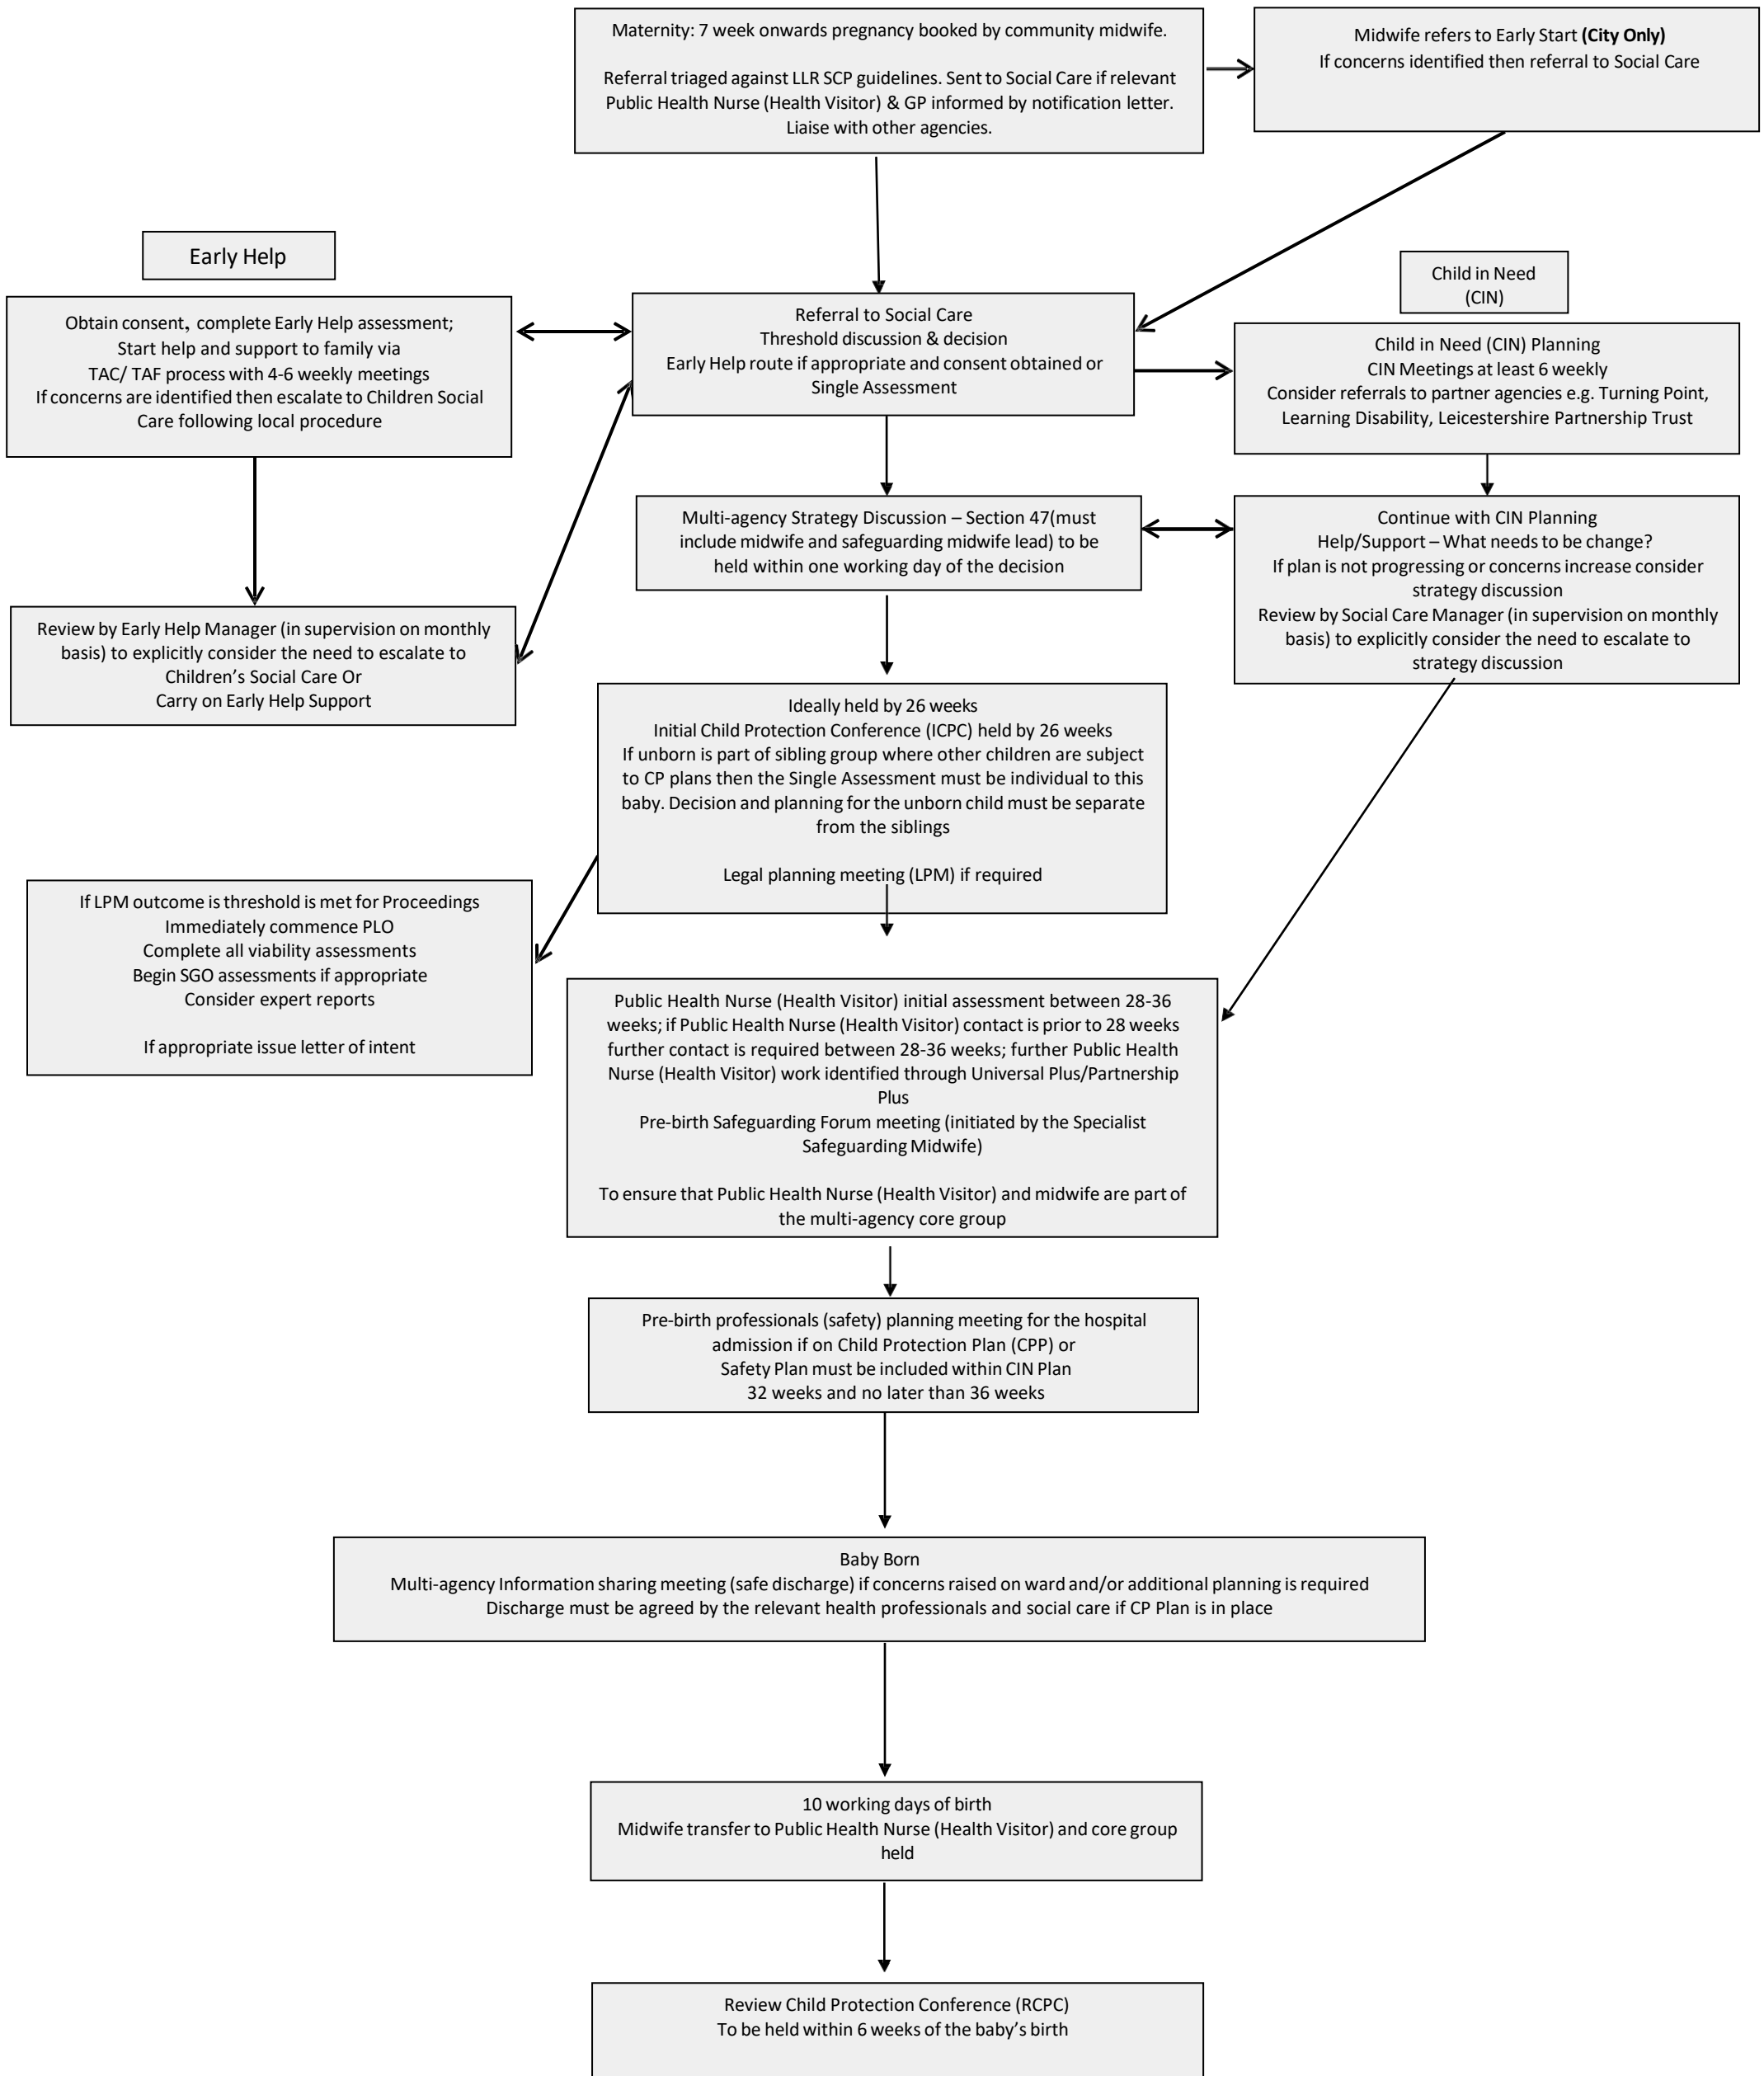 Maternity: 7 week onwards pregnancy booked by community midwife.
Referral triaged against LLR SCP guidelines. Sent to Social Care if relevant
Public Health Nurse (Health Visitor) & GP informed by notification letter.
Liaise with other agencies.
Midwife refers to Early Start (City Only)
If concerns identified then referral to Social Care
Early Help
Child in Need
(CIN)
Obtain consent, complete Early Help assessment;
Start help and support to family via
TAC/ TAF process with 4-6 weekly meetings
If concerns are identified then escalate to Children Social
Care following local procedure
Referral to Social Care
Threshold discussion & decision
Early Help route if appropriate and consent obtained or
Single Assessment
Child in Need (CIN) Planning
CIN Meetings at least 6 weekly
Consider referrals to partner agencies e.g. Turning Point,
Learning Disability, Leicestershire Partnership Trust
Multi-agency Strategy Discussion – Section 47(must
include midwife and safeguarding midwife lead) to be
held within one working day of the decision
Continue with CIN Planning
Help/Support – What needs to be change?
If plan is not progressing or concerns increase consider
strategy discussion
Review by Social Care Manager (in supervision on monthly
basis) to explicitly consider the need to escalate to
strategy discussion
Review by Early Help Manager (in supervision on monthly
basis) to explicitly consider the need to escalate to
Children's Social Care Or
Carry on Early Help Support
Ideally held by 26 weeks
Initial Child Protection Conference (ICPC) held by 26 weeks
If unborn is part of sibling group where other children are subject
to CP plans then the Single Assessment must be individual to this
baby. Decision and planning for the unborn child must be separate
from the siblings
Legal planning meeting (LPM) if required
If LPM outcome is threshold is met for Proceedings
Immediately commence PLO
Complete all viability assessments
Begin SGO assessments if appropriate
Consider expert reports
If appropriate issue letter of intent
Public Health Nurse (Health Visitor) initial assessment between 28-36
weeks; if Public Health Nurse (Health Visitor) contact is prior to 28 weeks
further contact is required between 28-36 weeks; further Public Health
Nurse (Health Visitor) work identified through Universal Plus/Partnership
Plus
Pre-birth Safeguarding Forum meeting (initiated by the Specialist
Safeguarding Midwife)
To ensure that Public Health Nurse (Health Visitor) and midwife are part of
the multi-agency core group
Pre-birth professionals (safety) planning meeting for the hospital
admission if on Child Protection Plan (CPP) or
Safety Plan must be included within CIN Plan
32 weeks and no later than 36 weeks
Baby Born
Multi-agency Information sharing meeting (safe discharge) if concerns raised on ward and/or additional planning is required
Discharge must be agreed by the relevant health professionals and social care if CP Plan is in place
10 working days of birth
Midwife transfer to Public Health Nurse (Health Visitor) and core group
held
Review Child Protection Conference (RCPC)
To be held within 6 weeks of the baby's birth